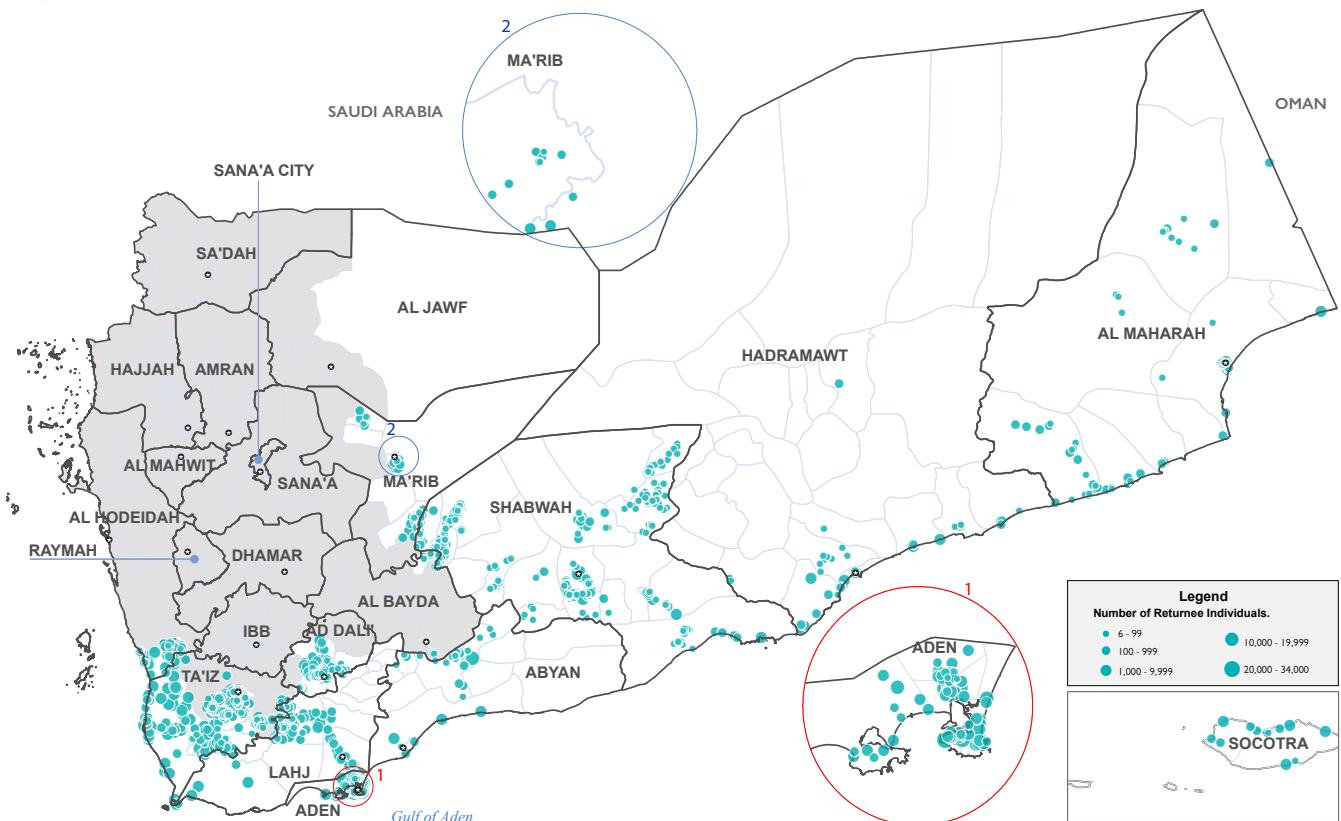 2
MA'RIB
SAUDI ARABIA
OMAN
SANA'A CITY
SA'DAH
AL JAWF
HAJJAH
AMRAN
HADRAMAWT
AL MAHARAH
2
AL MAHWIT
SANA'A
MA'RIB
SHABWAH
AL HODEIDAH
RAYMAH
DHAMAR
AL BAYDA
IBB
AD DALI'
TA'IZ
ABYAN
LAHJ
1
ADEN
Gulf of Aden
1
ADEN
Legend
Number of Returnee Individuals.
6 - 99
100 - 999
1,000 - 9,999
10,000 - 19,999
20,000 - 34,000
SOCOTRA